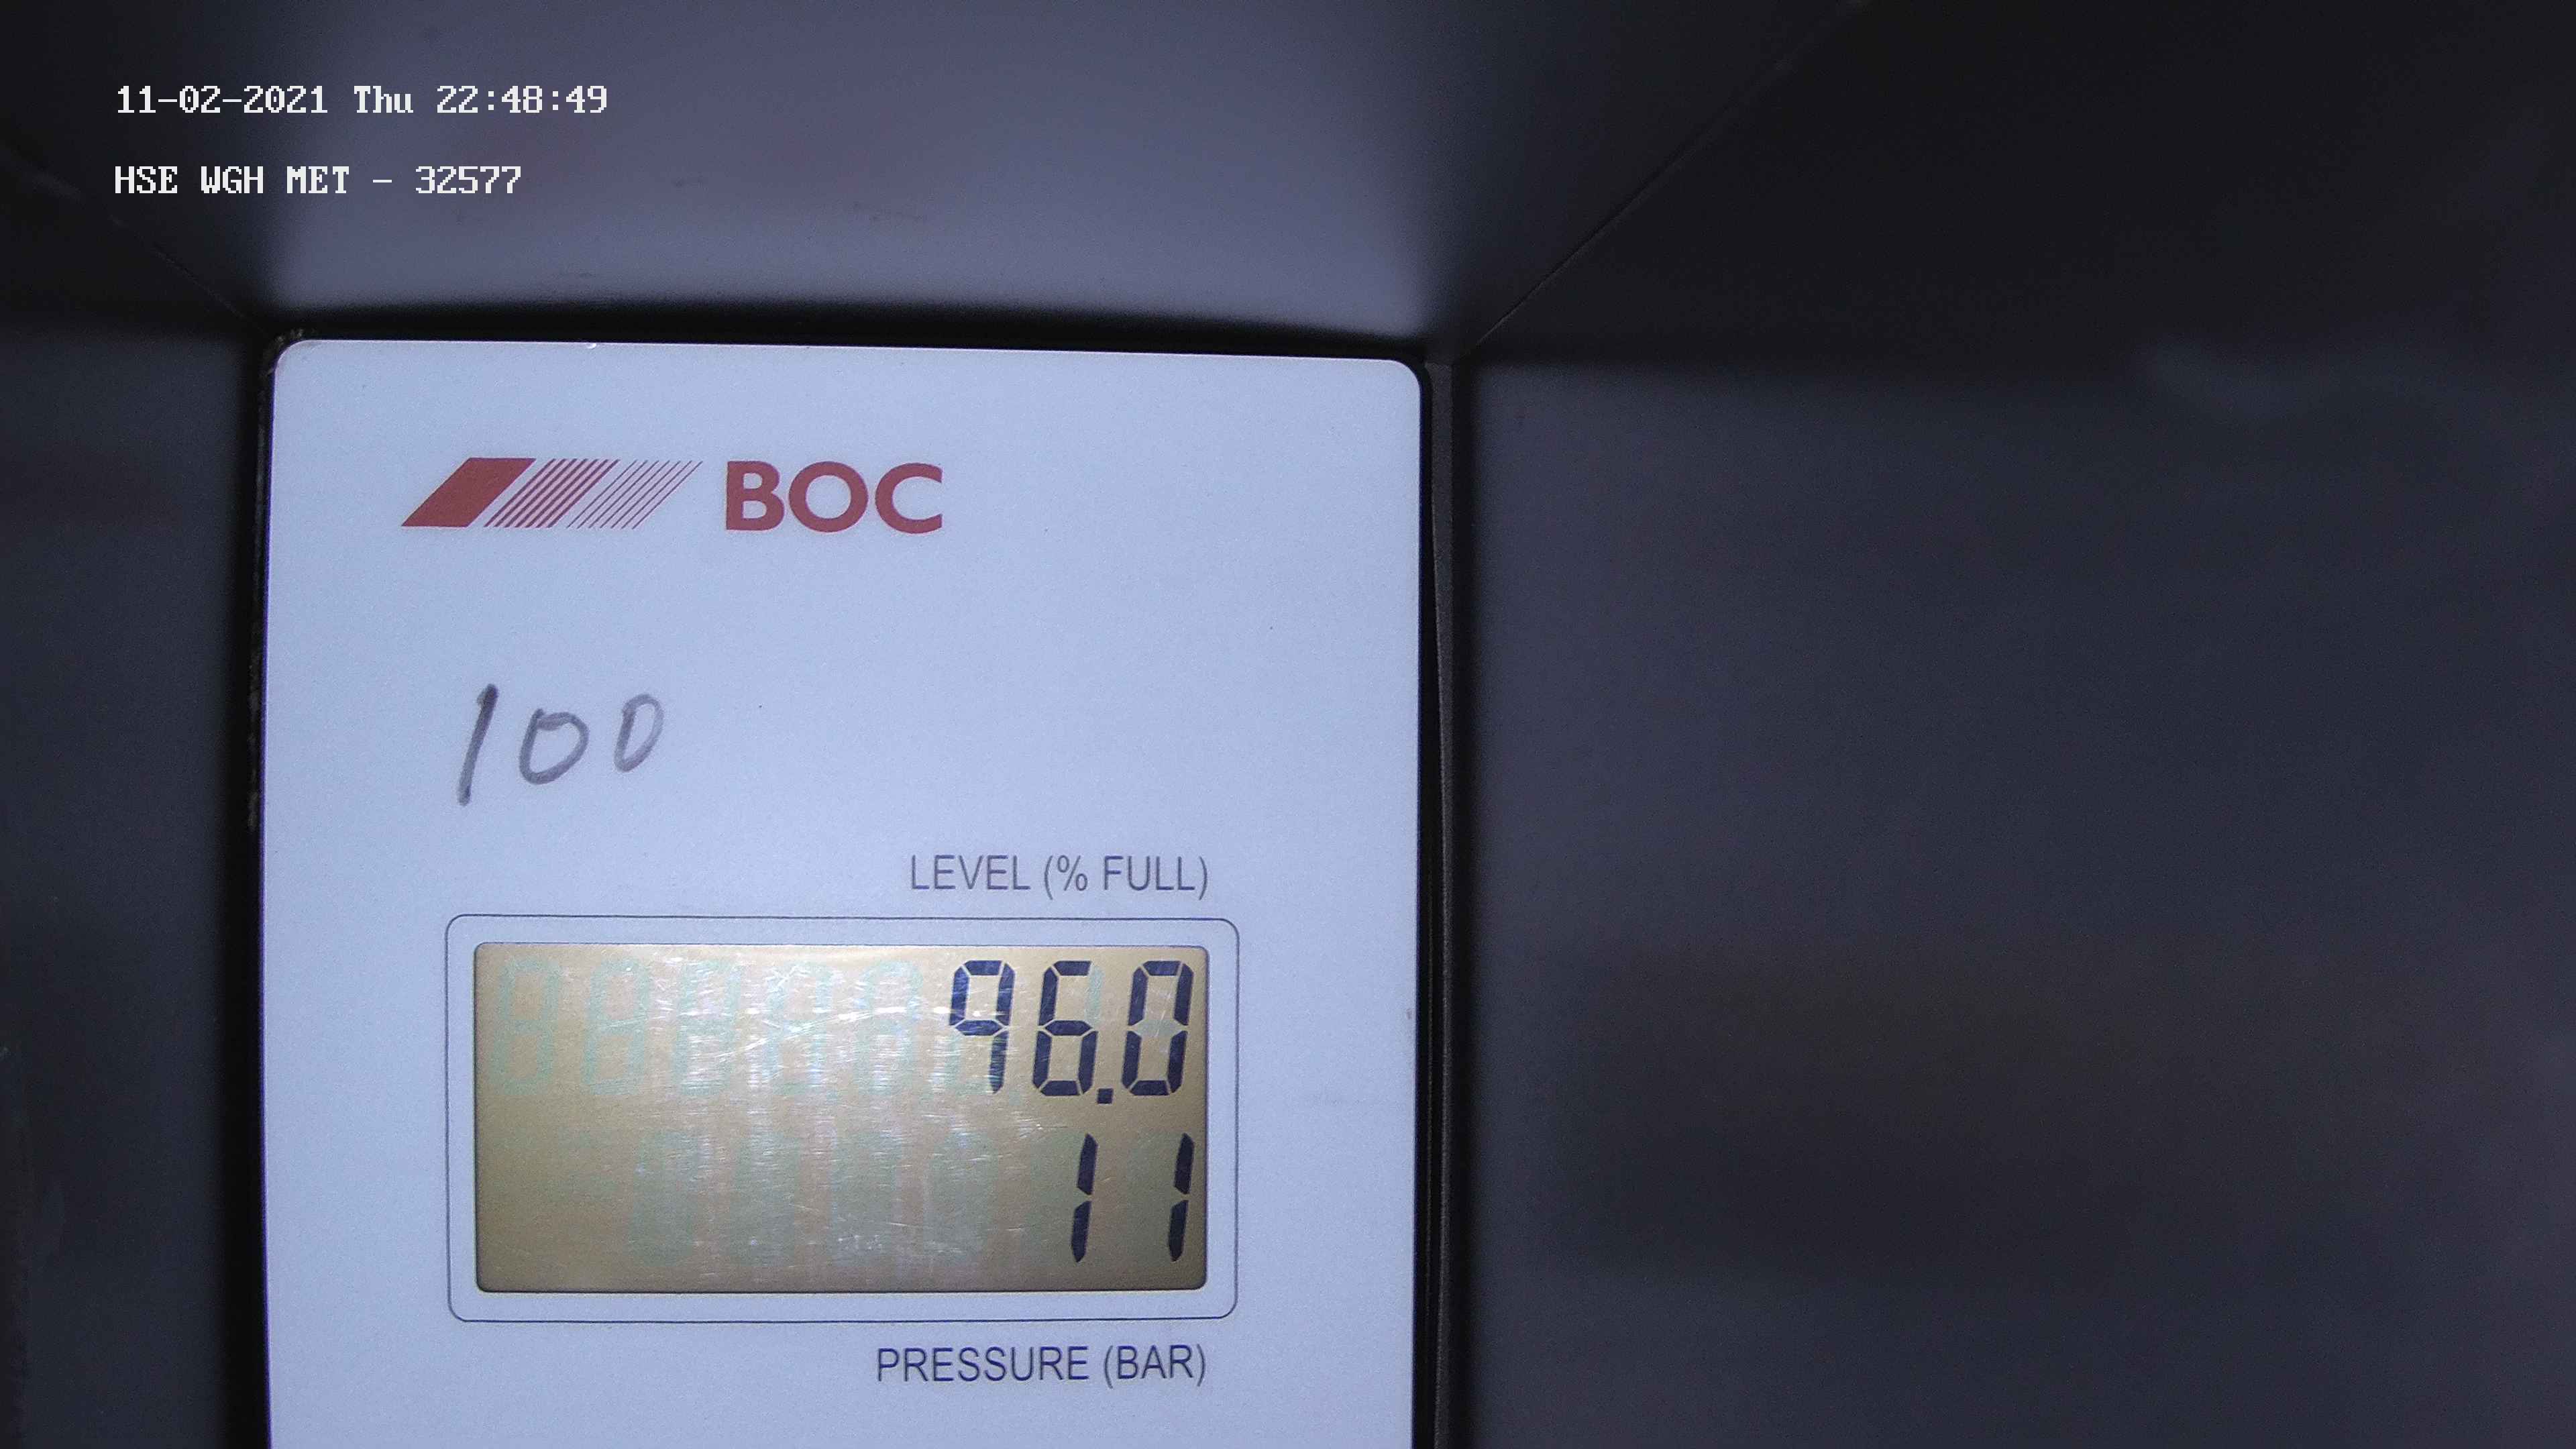 11-02-2021 Thu 22:48:49
HSE WGH MET - 32577
BOC
100
LEVEL (% FULL)
96.0
11
PRESSURE (BAR)